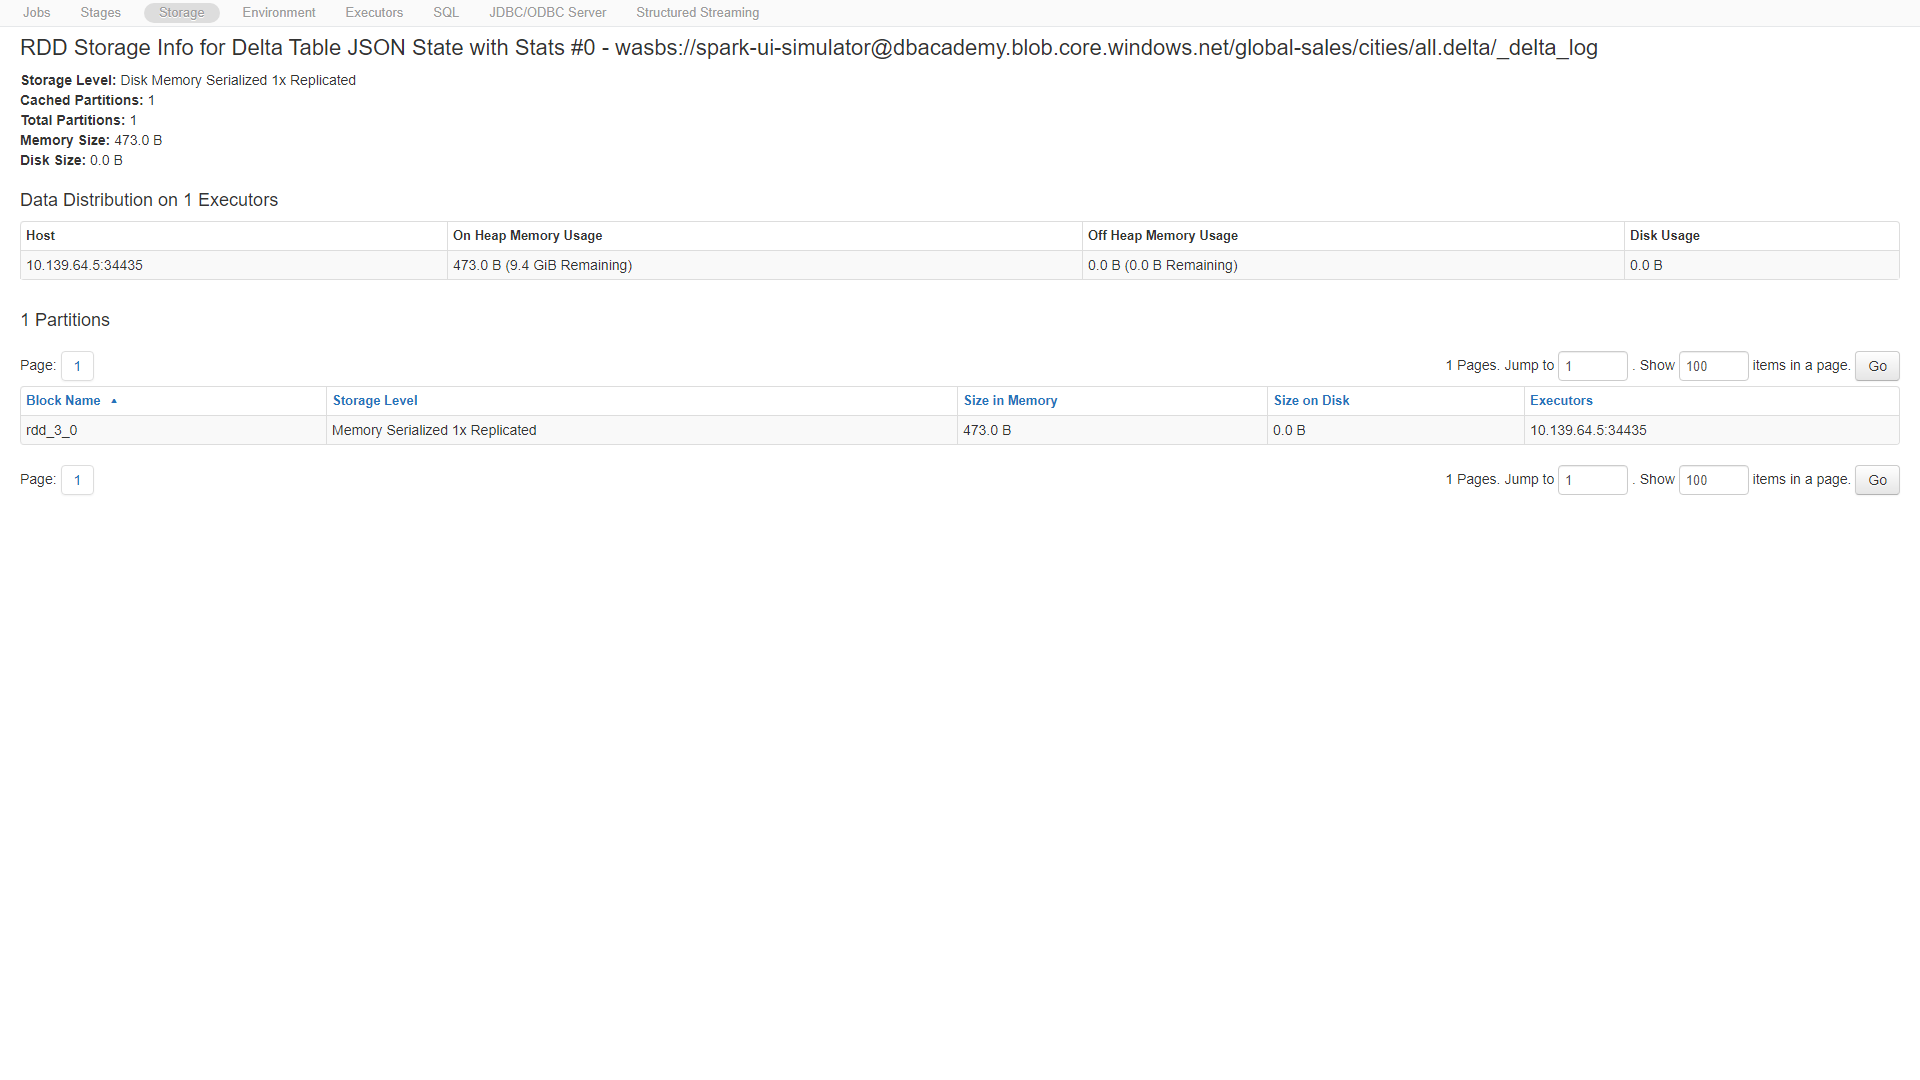 Jobs Stages Storage Environment Executors SQL JDBC/ODBC Server Structured Streaming
RDD Storage Info for Delta Table JSON State with Stats #0 - wasbs://spark-ui-simulator@dbacademy.blob.core.windows.net/global-sales/cities/all.delta/_delta_log
Storage Level: Disk Memory Serialized 1x Replicated
Cached Partitions: 1
Total Partitions: 1
Memory Size: 473.0 B
Disk Size: 0.0 B
Data Distribution on 1 Executors
Host On Heap Memory Usage Off Heap Memory Usage Disk Usage
10.139.64.5:34435 473.0 B (9.4 GiB Remaining) 0.0 B (0.0 B Remaining) 0.0 B
1 Partitions
Page: 1 1 Pages. Jump to 1 . Show 100 items in a page. Go
Block Name ▲ Storage Level Size in Memory Size on Disk Executors
rdd_3_0 Memory Serialized 1x Replicated 473.0 B 0.0 B 10.139.64.5:34435
Page: 1 1 Pages. Jump to 1 . Show 100 items in a page. Go